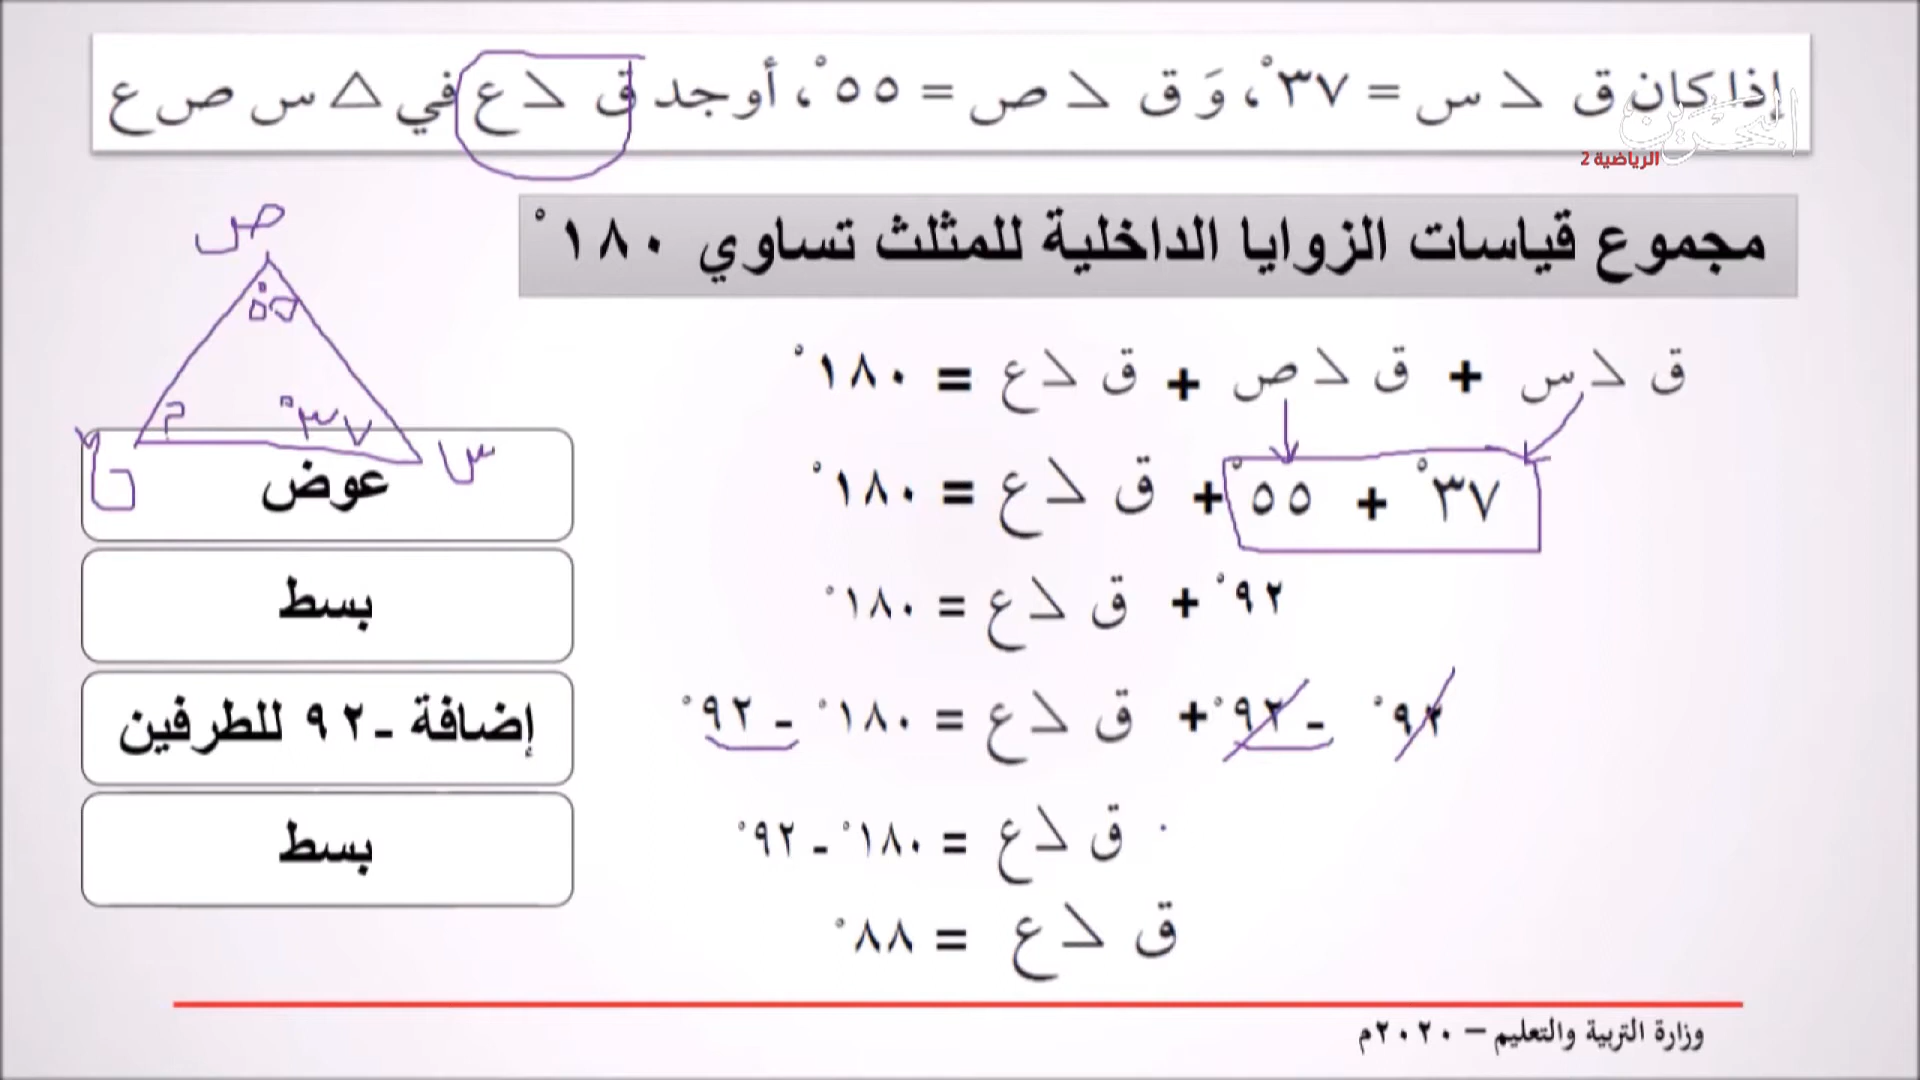 إذا كان ق ∠ س = ٣٧°، وَ ق ∠ ص = ٥٥°، أوجد ق ∠ ع في △ س ص ع
البحرين
الرياضية 2
مجموع قياسات الزوايا الداخلية للمثلث تساوي ١٨٠°
ص
٥٥°
٣٧°
؟
ع
س
ق ∠ س + ق ∠ ص + ق ∠ ع = ١٨٠°
٣٧° + ٥٥° + ق ∠ ع = ١٨٠°
عوض
٩٢° + ق ∠ ع = ١٨٠°
بسط
٩٢° - ٩٢° + ق ∠ ع = ١٨٠° - ٩٢°
إضافة -٩٢ للطرفين
ق ∠ ع = ١٨٠° - ٩٢°
بسط
ق ∠ ع = ٨٨°
وزارة التربية والتعليم – ٢٠٢٠م